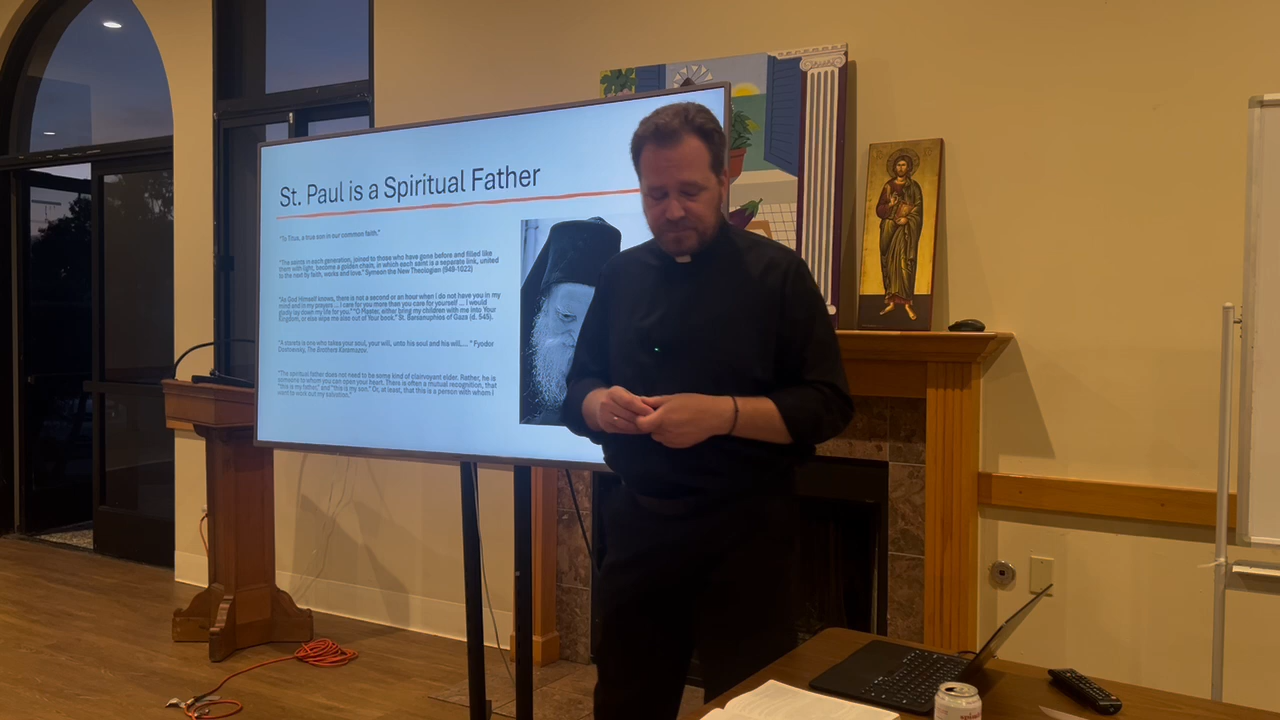 St. Paul is a Spiritual Father
"To Titus, a true son in our common faith."
"The saints in each generation, joined to those who have gone before and filled like
them with light, become a golden chain, in which each saint is a separate link, united
to the next by faith, works and love." Symeon the New Theologian (949-1022)
"As God Himself knows, there is not a second or an hour when I do not have you in my
mind and in my prayers ... I care for you more than you care for yourself ... I would
gladly lay down my life for you." "O Master, either bring my children with me into Your
Kingdom, or else wipe me also out of Your book." St. Barsanuphios of Gaza (d. 545).
"A starets is one who takes your soul, your will, unto his soul and his will.... " Fyodor
Dostoevsky, The Brothers Karamazov.
"The spiritual father does not need to be some kind of clairvoyant elder. Rather, he is
someone to whom you can open your heart. There is often a mutual recognition, that
"this is my father," and "this is my son." Or, at least, that this is a person with whom I
want to work out my salvation."